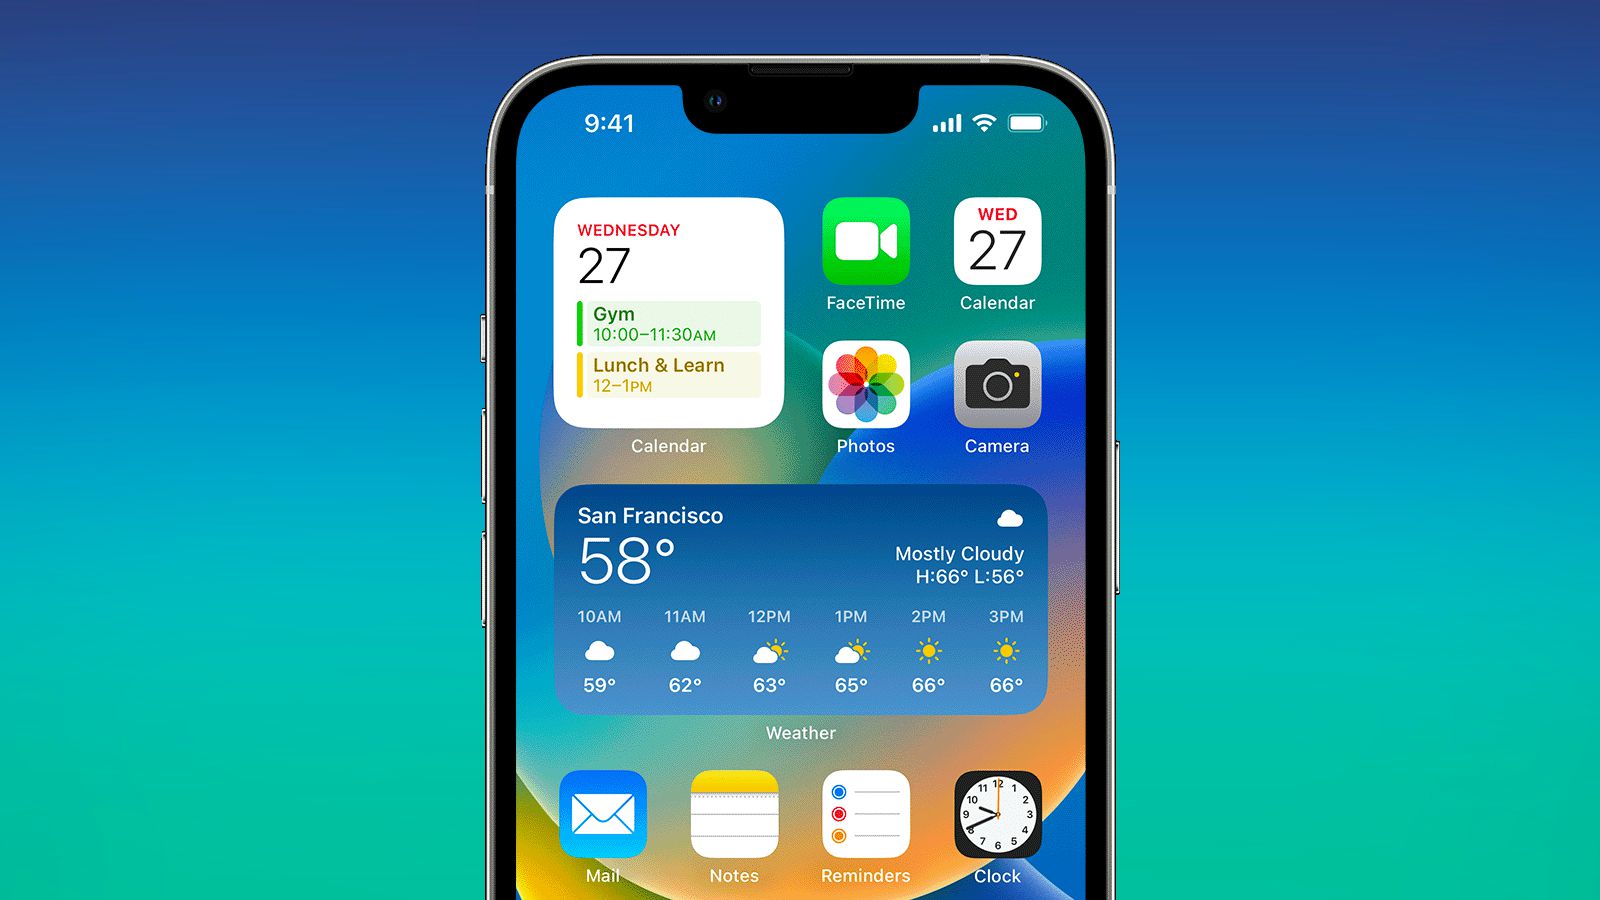 9:41
WEDNESDAY
27
Gym
10:00–11:30AM
Lunch & Learn
12–1PM
Calendar
FaceTime
WED
27
Calendar
Photos
Camera
San Francisco
58°
Mostly Cloudy
H:66° L:56°
10AM 11AM 12PM 1PM 2PM 3PM
59° 62° 63° 65° 66° 66°
Weather
Mail
Notes
Reminders
12
1
2
3
4
5
6
7
8
9
10
11
Clock